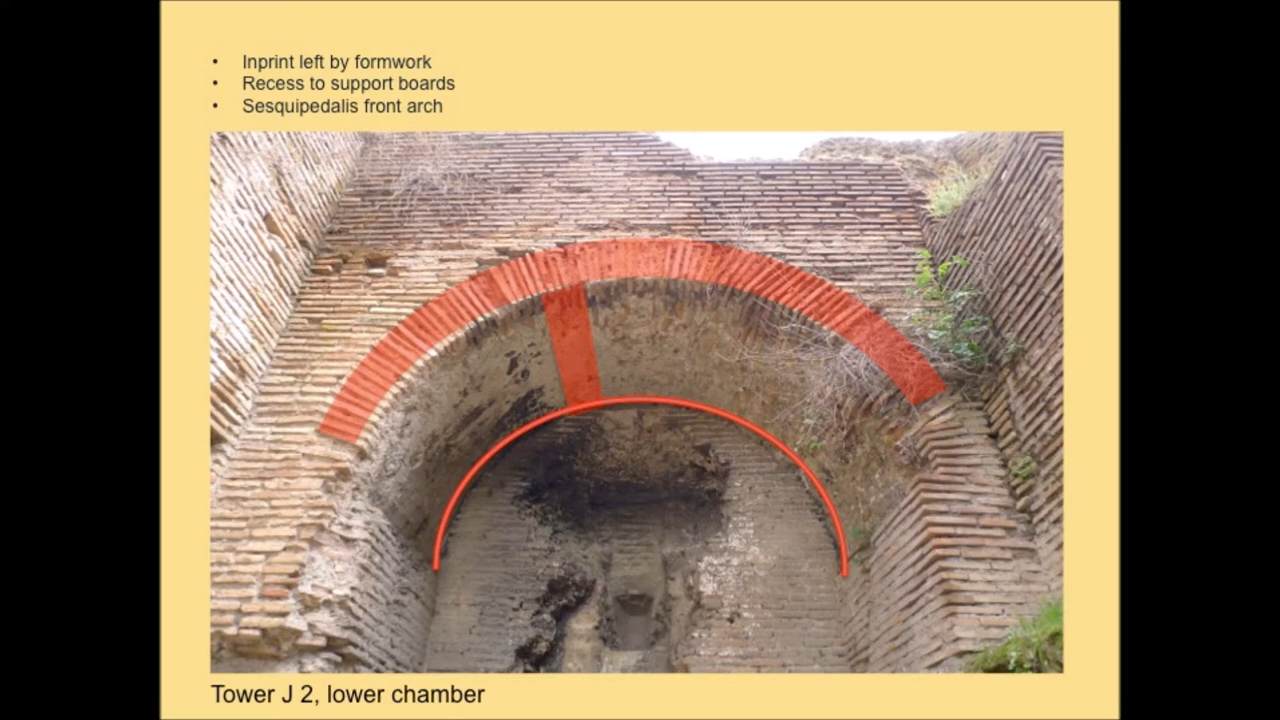 • Inprint left by formwork
• Recess to support boards
• Sesquipedalis front arch
Tower J 2, lower chamber